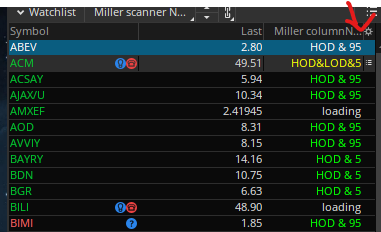 Watchlist Miller scanner N...
Symbol Last Miller columnN...
ABEV 2.80 HOD & 95
ACM 49.51 HOD&LOD&5
ACSAY 5.94 HOD & 95
AJAX/U 10.34 HOD & 95
AMXEF 2.41945 loading
AOD 8.31 HOD & 95
AVVIY 8.15 HOD & 95
BAYRY 14.16 HOD & 5
BDN 10.75 HOD & 5
BGR 6.63 HOD & 5
BILI 48.90 loading
BIMI ? 1.85 HOD & 95